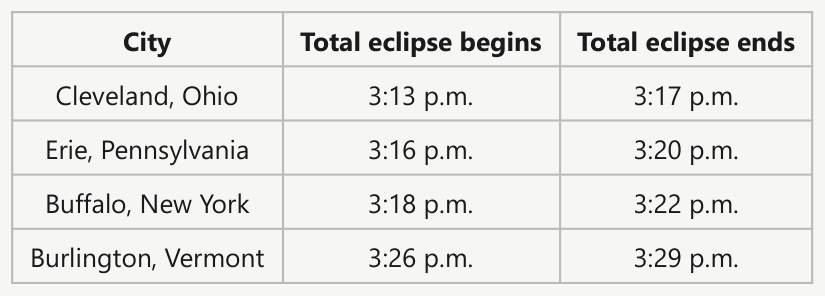 City Total eclipse begins Total eclipse ends
Cleveland, Ohio 3:13 p.m. 3:17 p.m.
Erie, Pennsylvania 3:16 p.m. 3:20 p.m.
Buffalo, New York 3:18 p.m. 3:22 p.m.
Burlington, Vermont 3:26 p.m. 3:29 p.m.